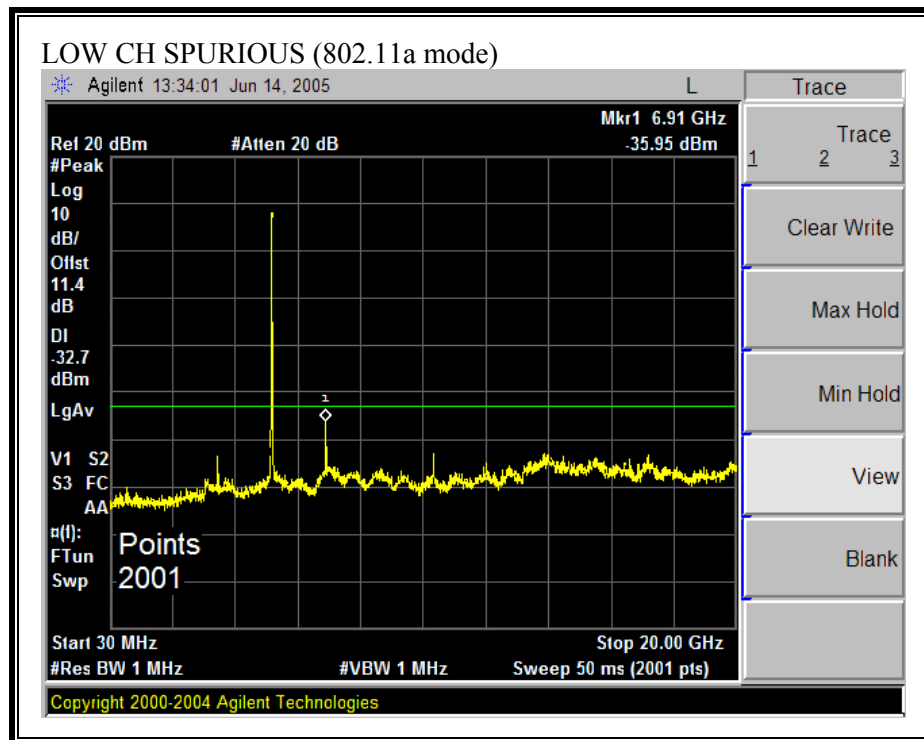 LOW CH SPURIOUS (802.11a mode)
Agilent 13:34:01 Jun 14, 2005 L
Mkr1 6.91 GHz
Ref 20 dBm #Atten 20 dB -35.95 dBm
#Peak
Log
10
dB/
Offst
11.4
dB
DI
-32.7
dBm
LgAv
1
V1 S2
S3 FC
AA
¤(f):
FTun
Swp
Points
2001
Start 30 MHz Stop 20.00 GHz
#Res BW 1 MHz #VBW 1 MHz Sweep 50 ms (2001 pts)
Copyright 2000-2004 Agilent Technologies
Trace
Trace
1 2 3
Clear Write
Max Hold
Min Hold
View
Blank